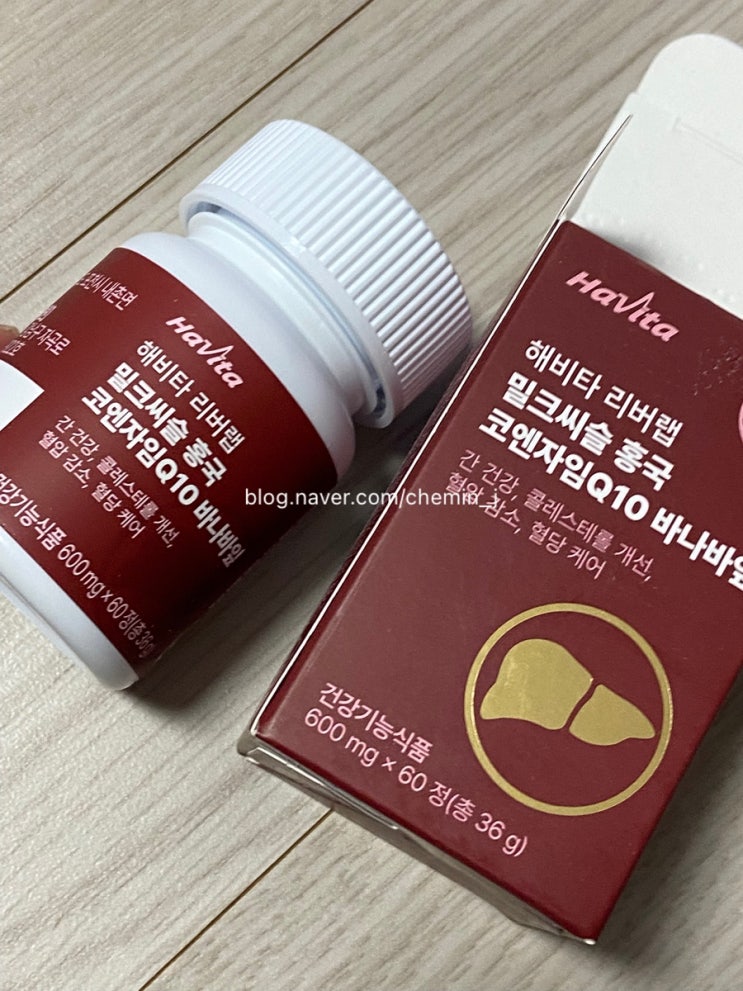 HaVita
해비타 리버랩
밀크씨슬 홍국
코엔자임Q10 바나바잎
간 건강, 콜레스테롤 개선,
혈압 감소, 혈당 케어
건강기능식품
600 mg × 60 정(총 36 g)
HaVita
해비타 리버랩
밀크씨슬 홍국
코엔자임Q10 바나바잎
간 건강, 콜레스테롤 개선,
혈압 감소, 혈당 케어
건강기능식품
600 mg × 60 정(총 36 g)
내촌면
blog.naver.com/chemin